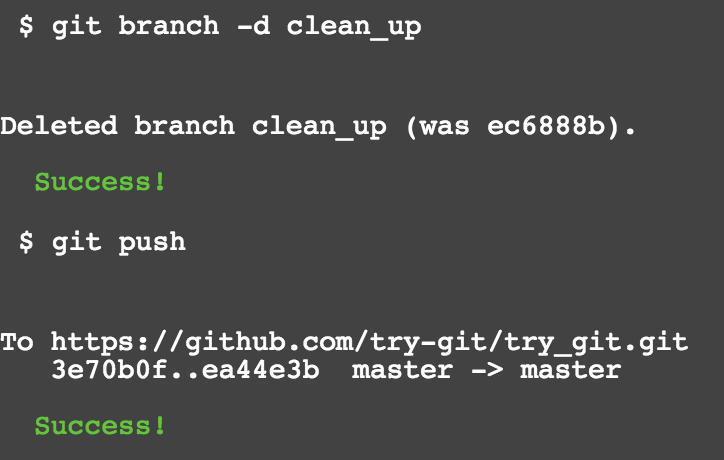 $ git branch -d clean_up
Deleted branch clean_up (was ec6888b).
Success!
$ git push
To https://github.com/try-git/try_git.git
3e70b0f..ea44e3b  master -> master
Success!